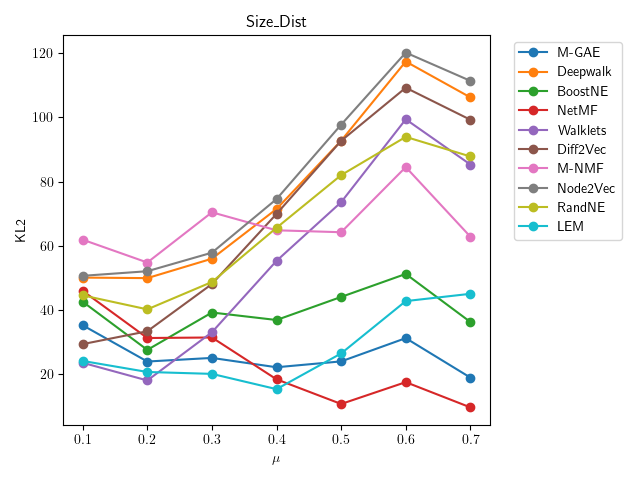 Size_Dist
KL2
120
100
80
60
40
20
0.1 0.2 0.3 0.4 0.5 0.6 0.7
μ
M-GAE
Deepwalk
BoostNE
NetMF
Walklets
Diff2Vec
M-NMF
Node2Vec
RandNE
LEM